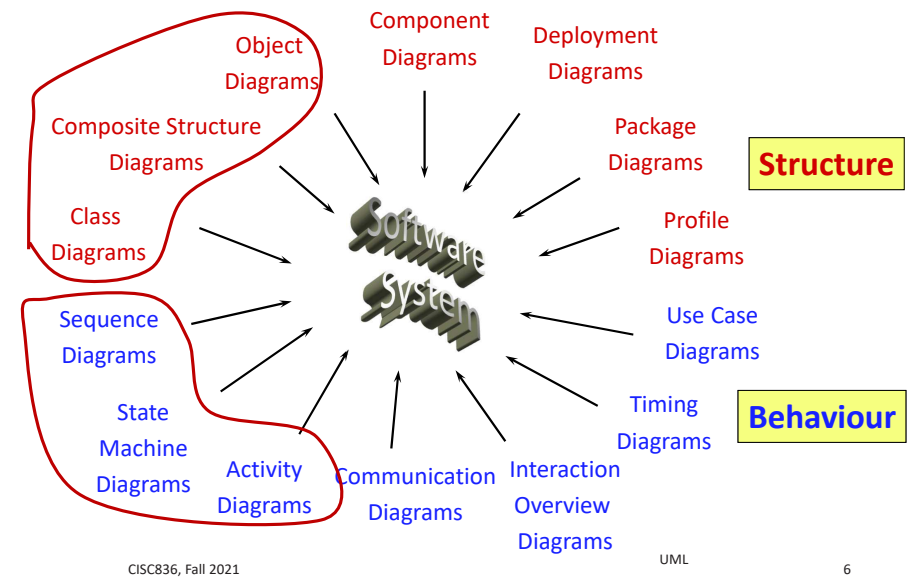 Object
Diagrams
Component
Diagrams
Deployment
Diagrams
Composite Structure
Diagrams
Package
Diagrams
Structure
Class
Diagrams
Software
System
Profile
Diagrams
Sequence
Diagrams
Use Case
Diagrams
State
Machine
Diagrams
Timing
Diagrams
Behaviour
Activity
Diagrams
Communication
Diagrams
Interaction
Overview
Diagrams
CISC836, Fall 2021
UML
6